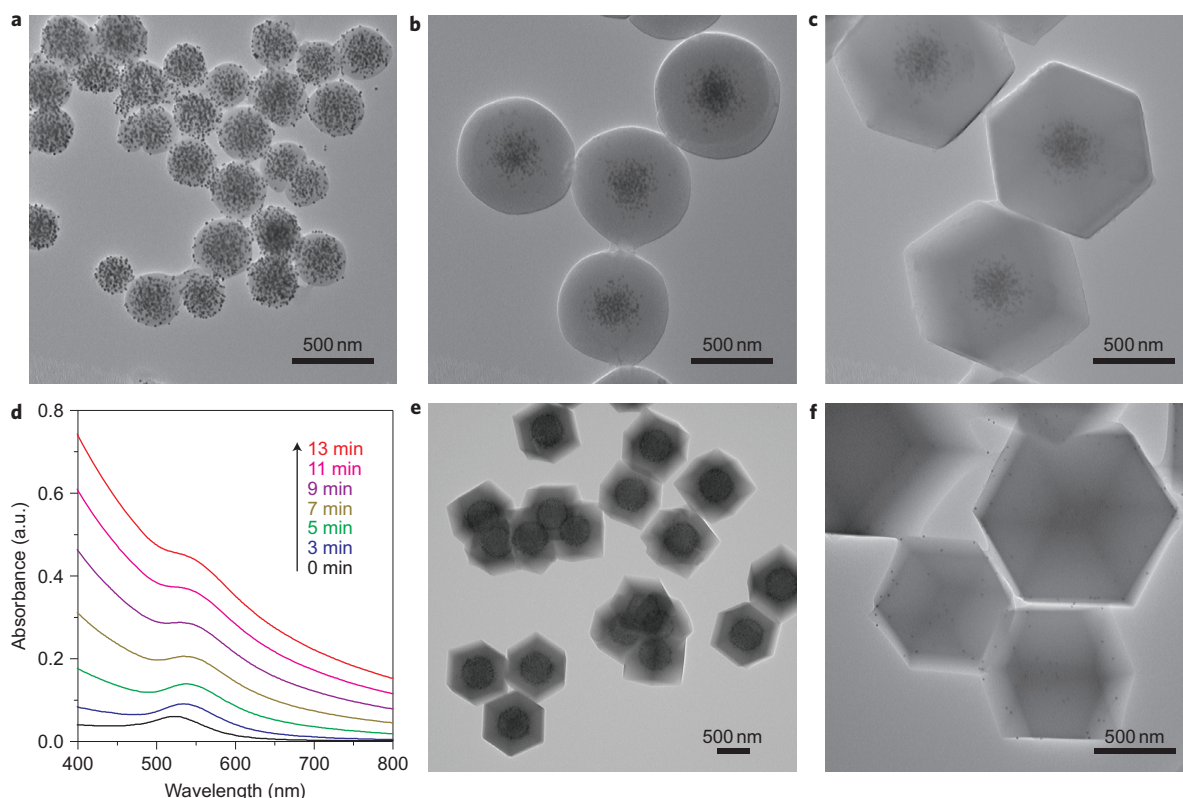 a
b
c
500 nm
500 nm
500 nm
d
e
f
0.8
0.6
0.4
0.2
0.0
Absorbance (a.u.)
13 min
11 min
9 min
7 min
5 min
3 min
0 min
400
500
600
700
800
Wavelength (nm)
500 nm
500 nm